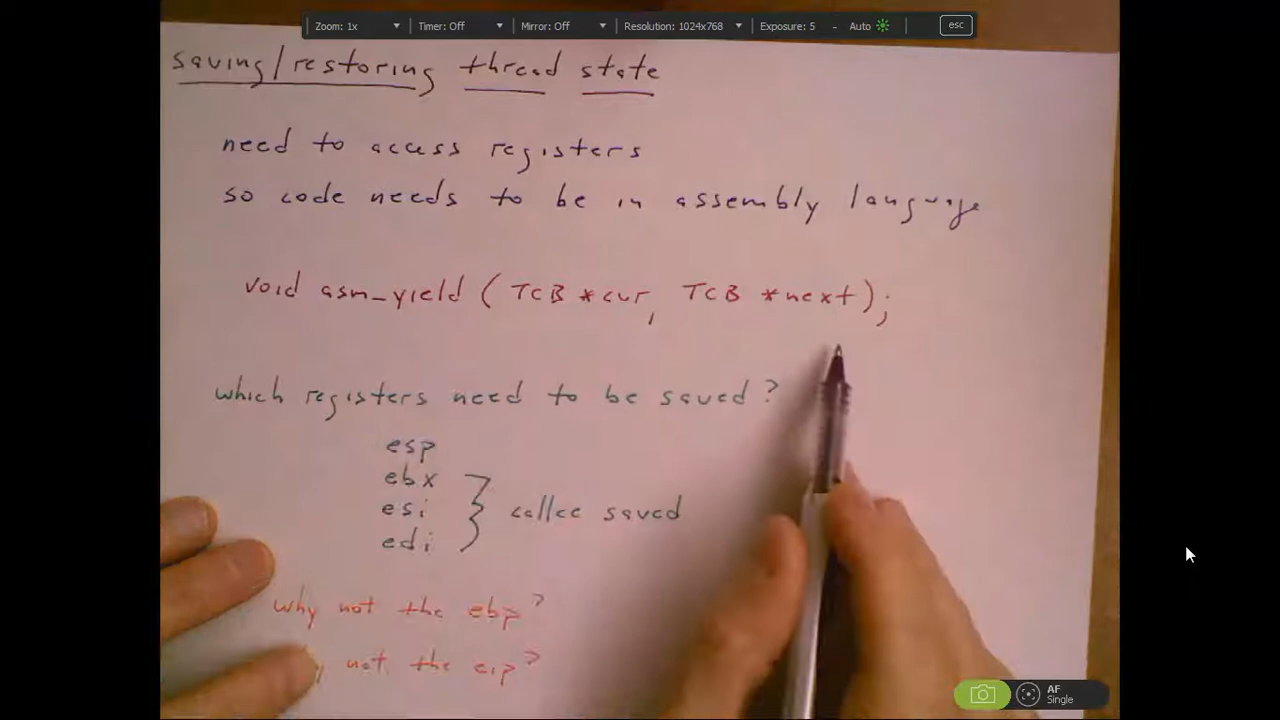 Zoom: 1x Timer: Off Mirror: Off Resolution: 1024x768 Exposure: 5 - Auto esc
saving/restoring thread state
need to access registers
so code needs to be in assembly language
void asm_yield (TCB *cur, TCB *next);
which registers need to be saved?
esp
ebx
esi
edi
callee saved
why not the ebp?
not the eip?
AF
Single